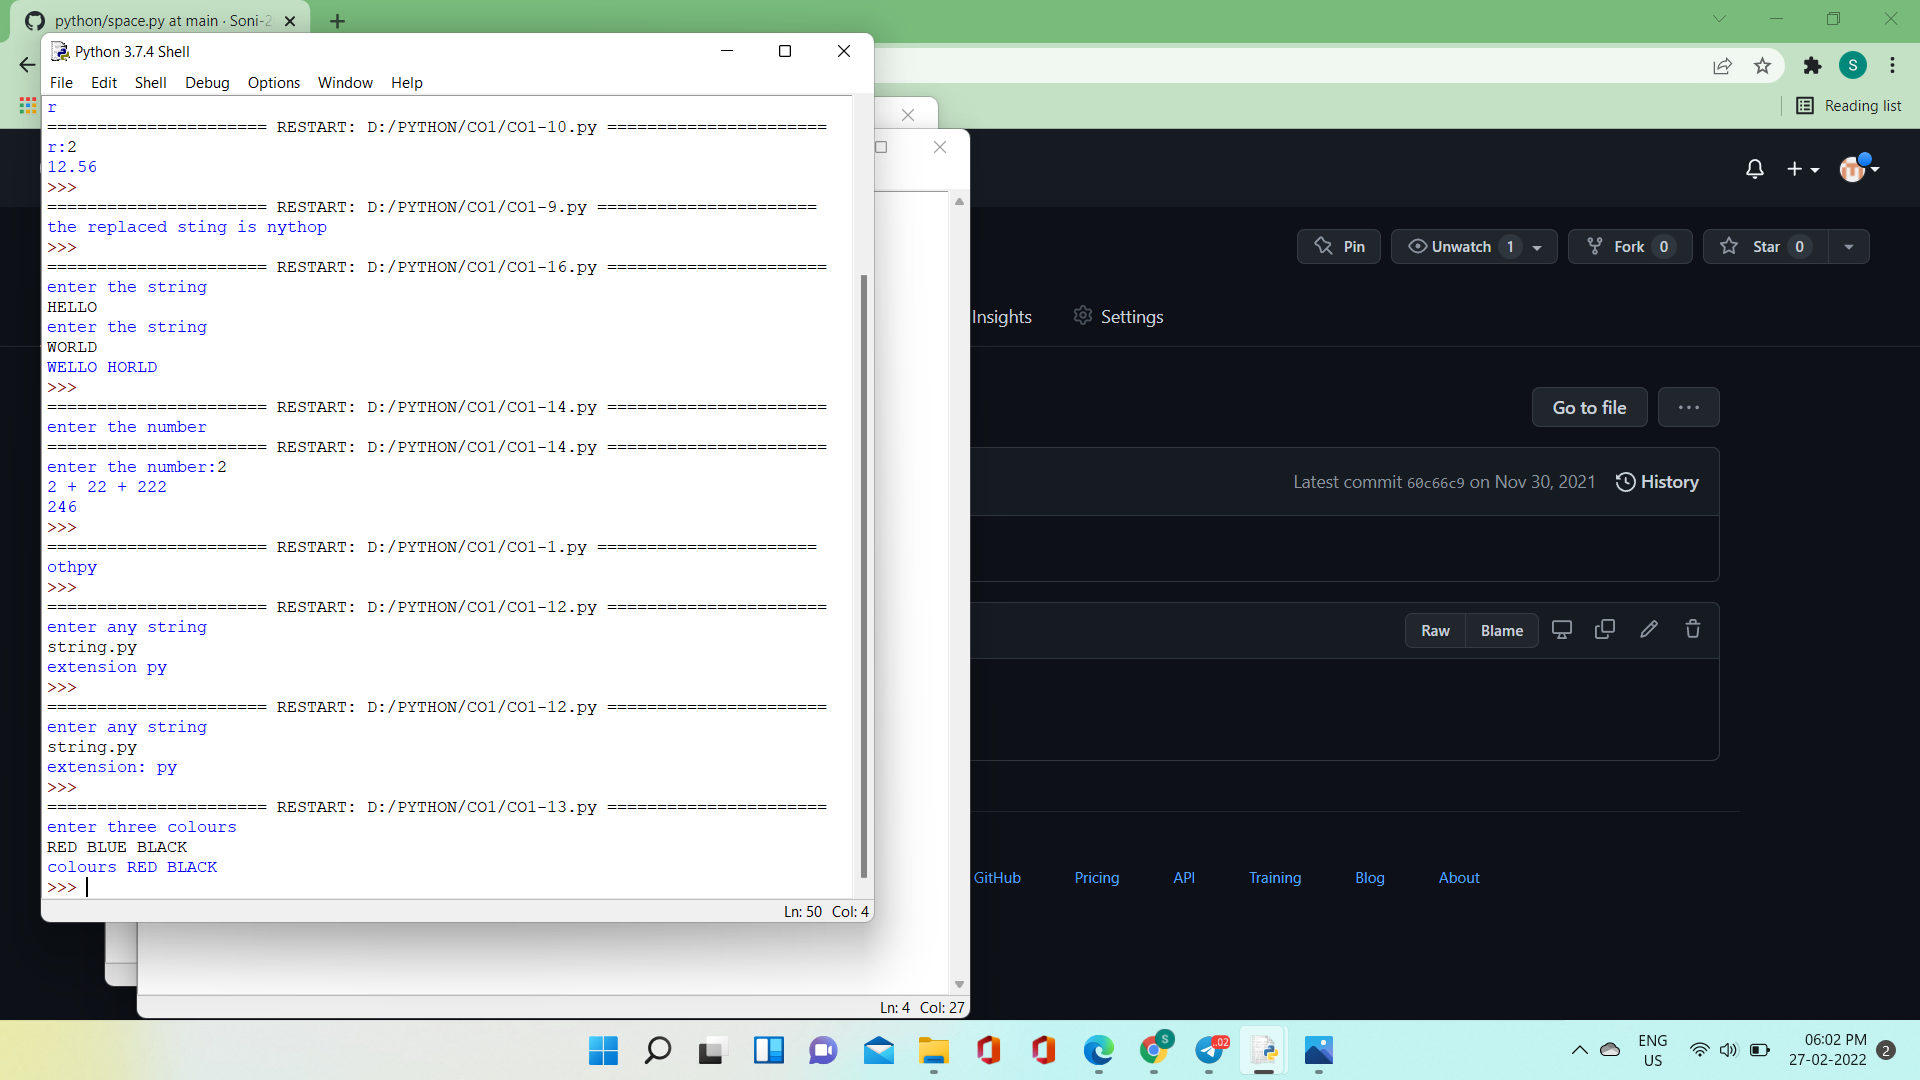 python/space.py at main · Soni-2
Python 3.7.4 Shell
File Edit Shell Debug Options Window Help
Reading list
S
r
====================== RESTART: D:/PYTHON/CO1/CO1-10.py ======================
r:2
12.56
>>>
====================== RESTART: D:/PYTHON/CO1/CO1-9.py ======================
the replaced sting is nythop
>>>
====================== RESTART: D:/PYTHON/CO1/CO1-16.py ======================
enter the string
HELLO
enter the string
WORLD
WELLO HORLD
>>>
====================== RESTART: D:/PYTHON/CO1/CO1-14.py ======================
enter the number
====================== RESTART: D:/PYTHON/CO1/CO1-14.py ======================
enter the number:2
2 + 22 + 222
246
>>>
====================== RESTART: D:/PYTHON/CO1/CO1-1.py ======================
othpy
>>>
====================== RESTART: D:/PYTHON/CO1/CO1-12.py ======================
enter any string
string.py
extension py
>>>
====================== RESTART: D:/PYTHON/CO1/CO1-12.py ======================
enter any string
string.py
extension: py
>>>
====================== RESTART: D:/PYTHON/CO1/CO1-13.py ======================
enter three colours
RED BLUE BLACK
colours RED BLACK
>>>
Ln: 50 Col: 4
Ln: 4 Col: 27
Pin
Unwatch 1
Fork 0
Star 0
Insights
Settings
Go to file
Latest commit 60c66c9 on Nov 30, 2021 History
Raw Blame
GitHub Pricing API Training Blog About
S
.02
ENG
US
06:02 PM
27-02-2022
2